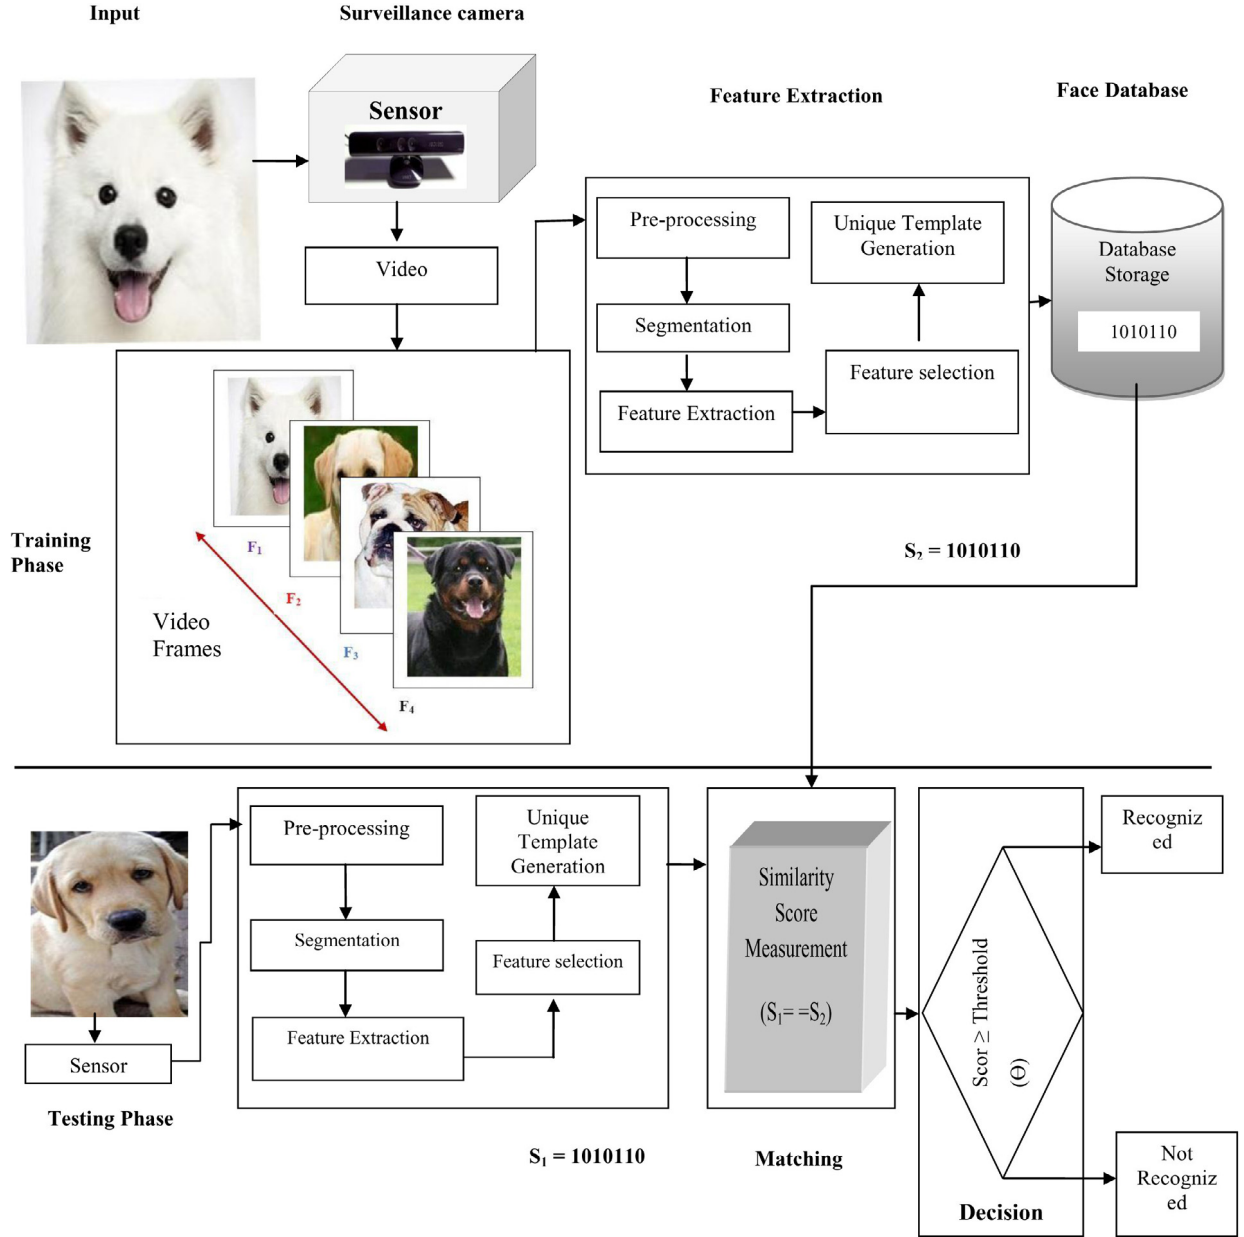 Input
Surveillance camera
Sensor
Feature Extraction
Face Database
Video
Pre-processing
Segmentation
Feature Extraction
Feature selection
Unique Template
Generation
Database
Storage
1010110
Training
Phase
Video
Frames
F1
F2
F3
F4
S2 = 1010110
Sensor
Testing Phase
Pre-processing
Segmentation
Feature Extraction
Feature selection
Unique
Template
Generation
S1 = 1010110
Similarity
Score
Measurement
(S1= =S2)
Matching
Scor ≥ Threshold
(Θ)
Decision
Recogniz
ed
Not
Recogniz
ed